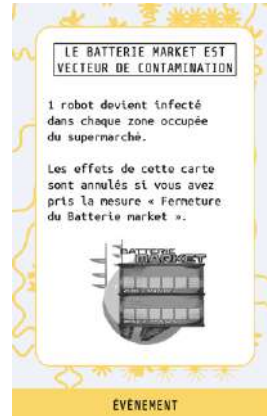 LE BATTERIE MARKET EST
VECTEUR DE CONTAMINATION
1 robot devient infecté
dans chaque zone occupée
du supermarché.
Les effets de cette carte
sont annulés si vous avez
pris la mesure « Fermeture
du Batterie market ».
BATTERIE
MARKET
ÉVÈNEMENT